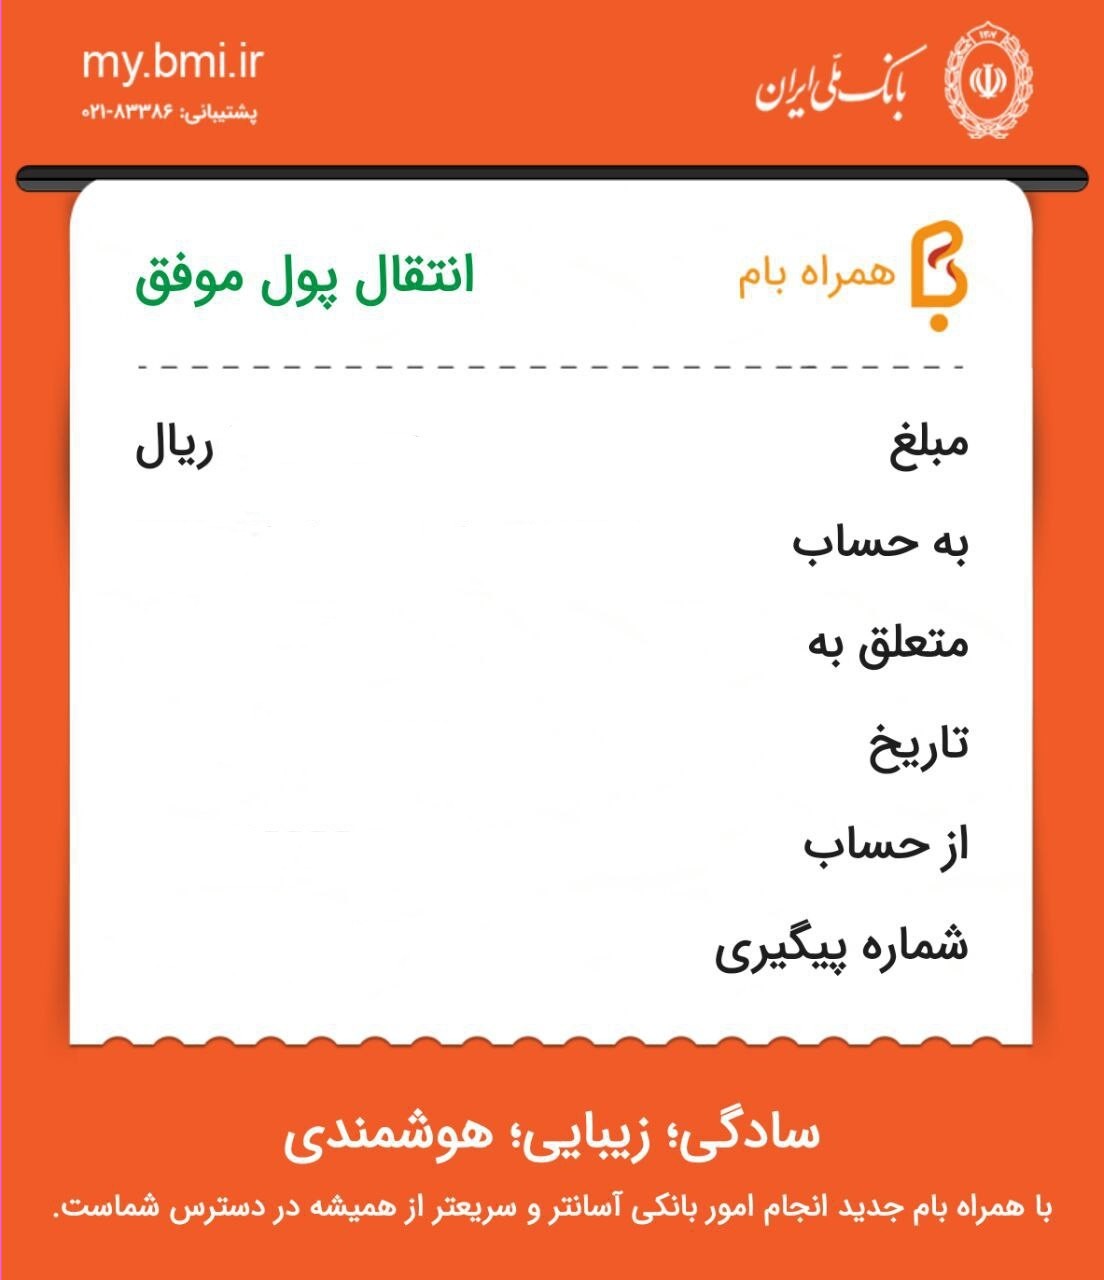 my.bmi.ir
پشتیبانی: ۸۳۳۸۶-۰۲۱
بانک ملّی ایران
همراه بام
انتقال پول موفق
مبلغ ریال
به حساب
متعلق به
تاریخ
از حساب
شماره پیگیری
سادگی؛ زیبایی؛ هوشمندی
با همراه بام جدید انجام امور بانکی آسانتر و سریعتر از همیشه در دسترس شماست.